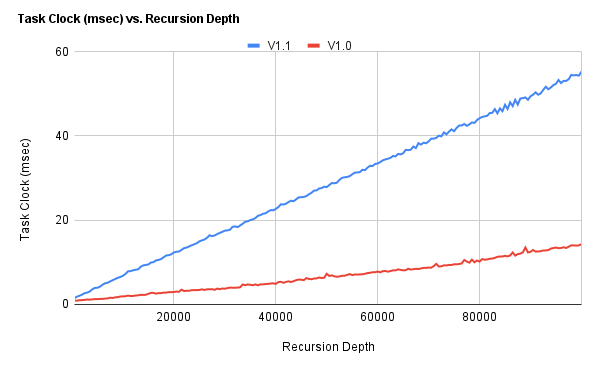 Task Clock (msec) vs. Recursion Depth
V1.1 V1.0
60
40
20
0
Task Clock (msec)
20000 40000 60000 80000
Recursion Depth